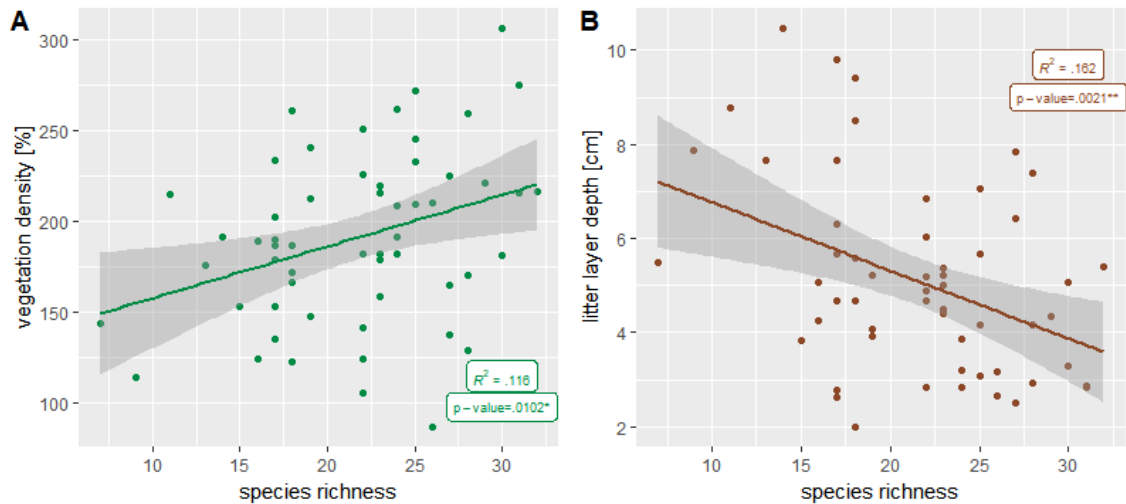 A
300
250
200
150
100
vegetation density [%]
R² = .116
p – value=.0102*
10 15 20 25 30
species richness
B
10
8
6
4
2
litter layer depth [cm]
R² = .162
p – value=.0021**
10 15 20 25 30
species richness